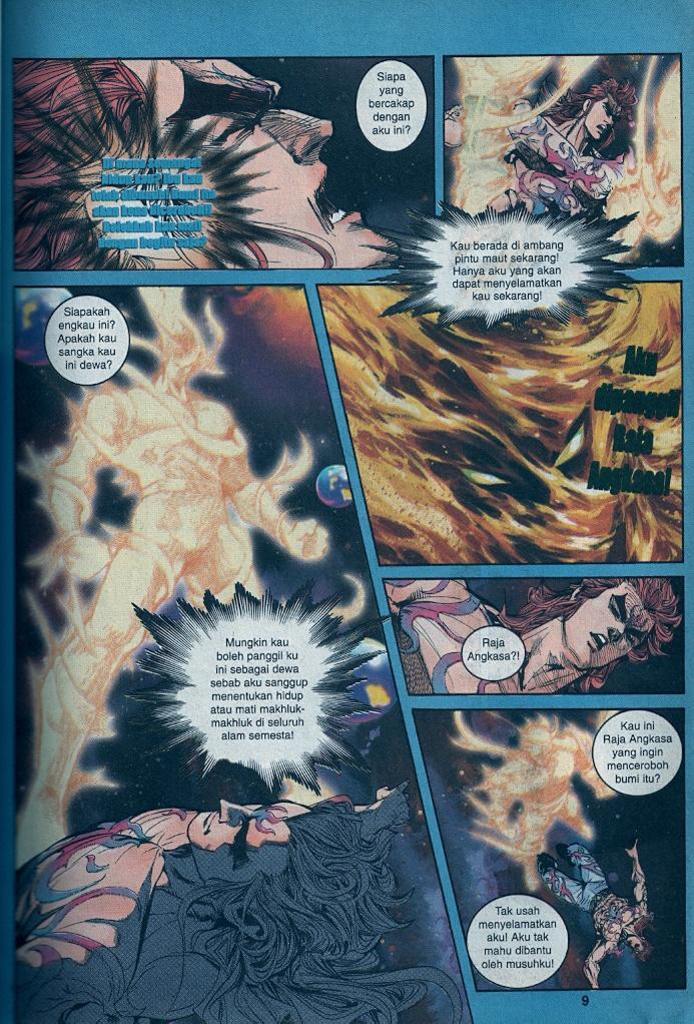 Siapa
yang
bercakap
dengan
aku ini?
Di mana semangat
Kau berada di ambang
pintu maut sekarang!
Hanya aku yang akan
dapat menyelamatkan
kau sekarang!
Siapakah
engkau ini?
Apakah kau
sangka kau
ini dewa?
Aku
dipanggil
Raja
Angkasa!
Mungkin kau
boleh panggil ku
ini sebagai dewa
sebab aku sanggup
menentukan hidup
atau mati makhluk-
makhluk di seluruh
alam semesta!
Raja
Angkasa?!
Kau ini
Raja Angkasa
yang ingin
menceroboh
bumi itu?
Tak usah
menyelamatkan
aku! Aku tak
mahu dibantu
oleh musuhku!
9